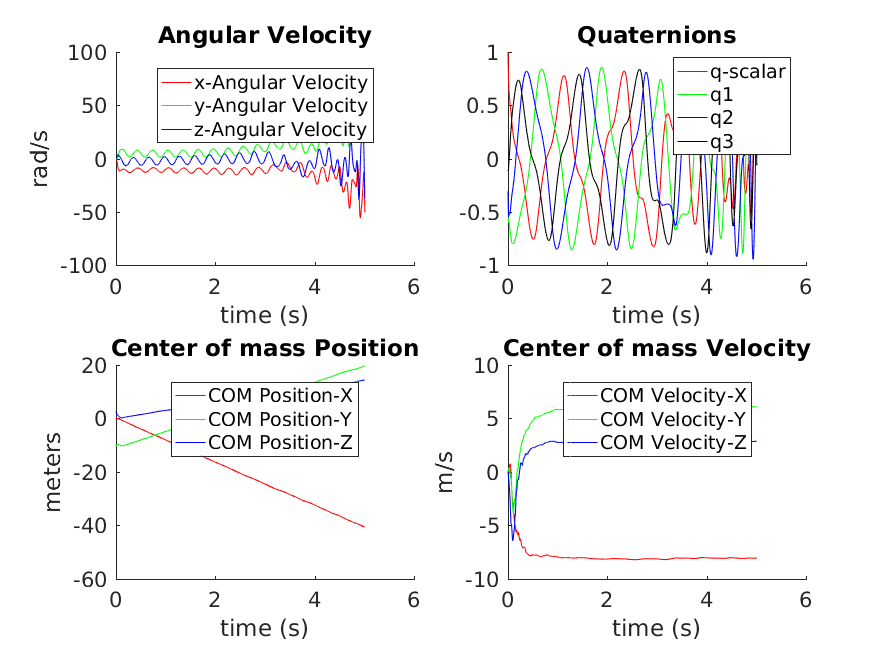 Angular Velocity
100
50
0
-50
-100
rad/s
x-Angular Velocity
y-Angular Velocity
z-Angular Velocity
0
2
4
6
time (s)
Quaternions
1
0.5
0
-0.5
-1
q-scalar
q1
q2
q3
0
2
4
6
time (s)
Center of mass Position
20
0
-20
-40
-60
meters
COM Position-X
COM Position-Y
COM Position-Z
0
2
4
6
time (s)
Center of mass Velocity
10
5
0
-5
-10
m/s
COM Velocity-X
COM Velocity-Y
COM Velocity-Z
0
2
4
6
time (s)